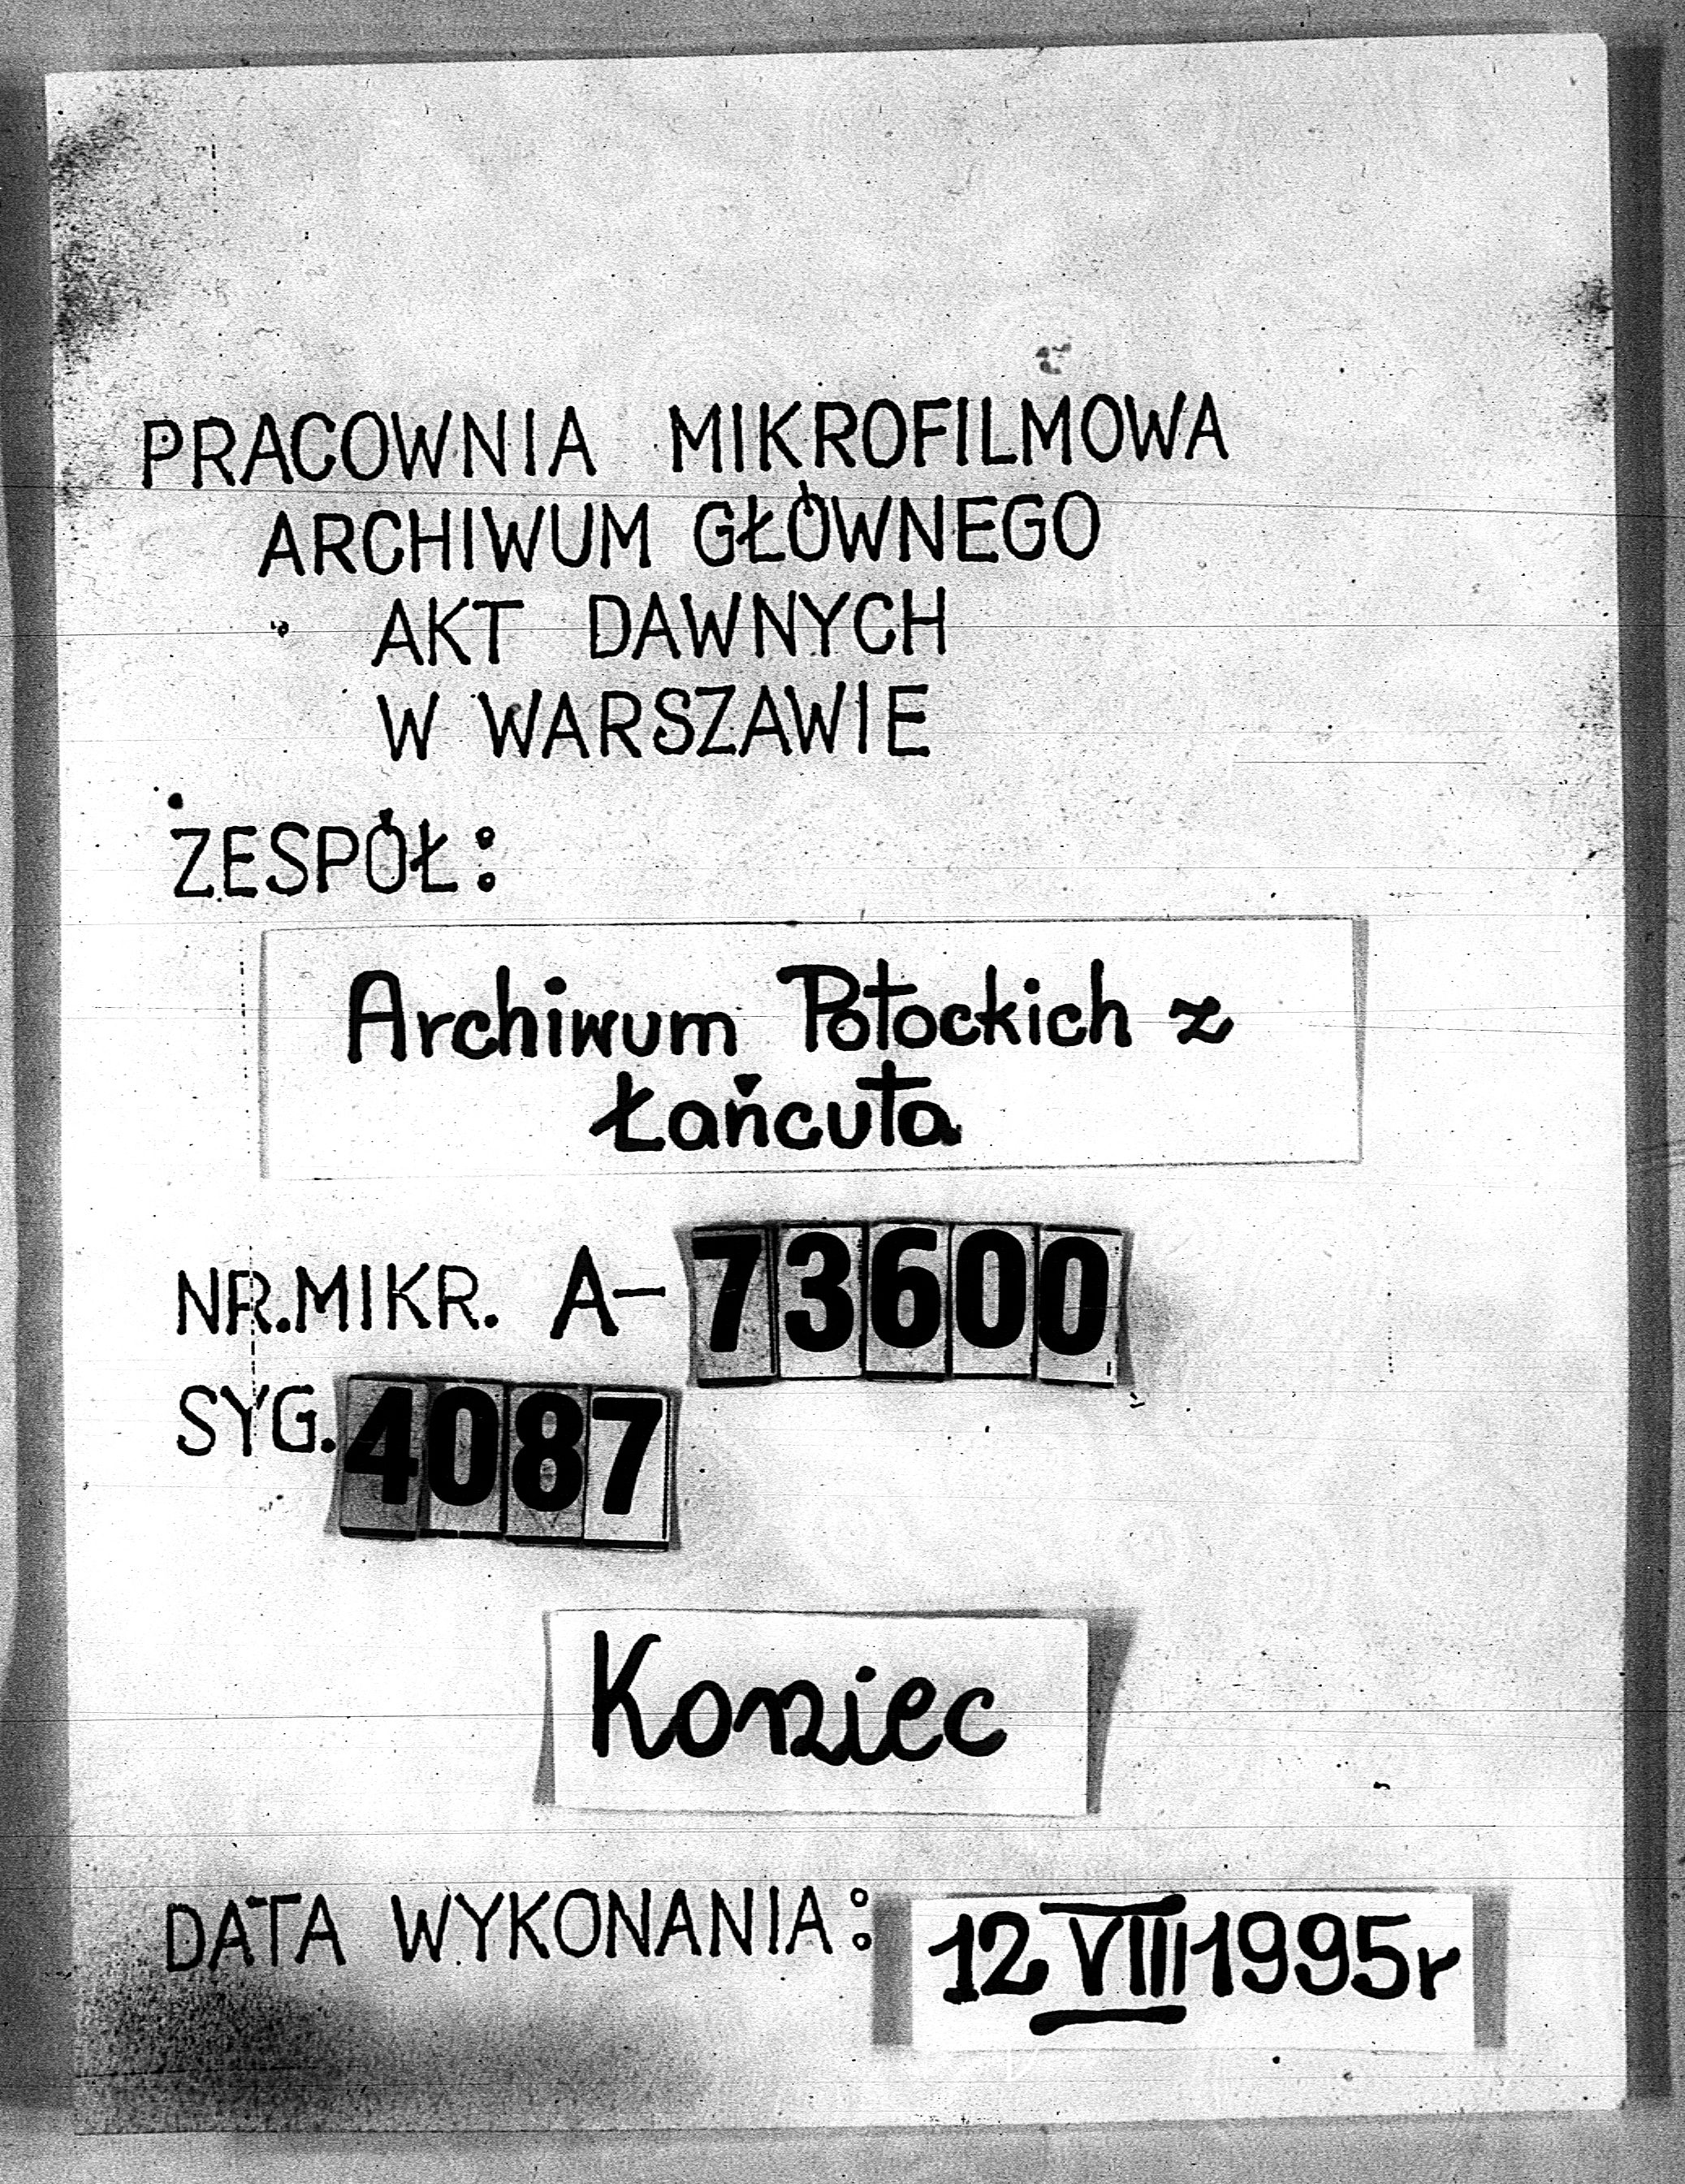 PRACOWNIA MIKROFILMOWA
ARCHIWUM GŁÓWNEGO
AKT DAWNYCH
W WARSZAWIE
ZESPÓŁ:
Archiwum Potockich z
Łańcuta
NR.MIKR. A-73600
SYG. 4087
Koniec
DATA WYKONANIA: 12 VIII 1995r